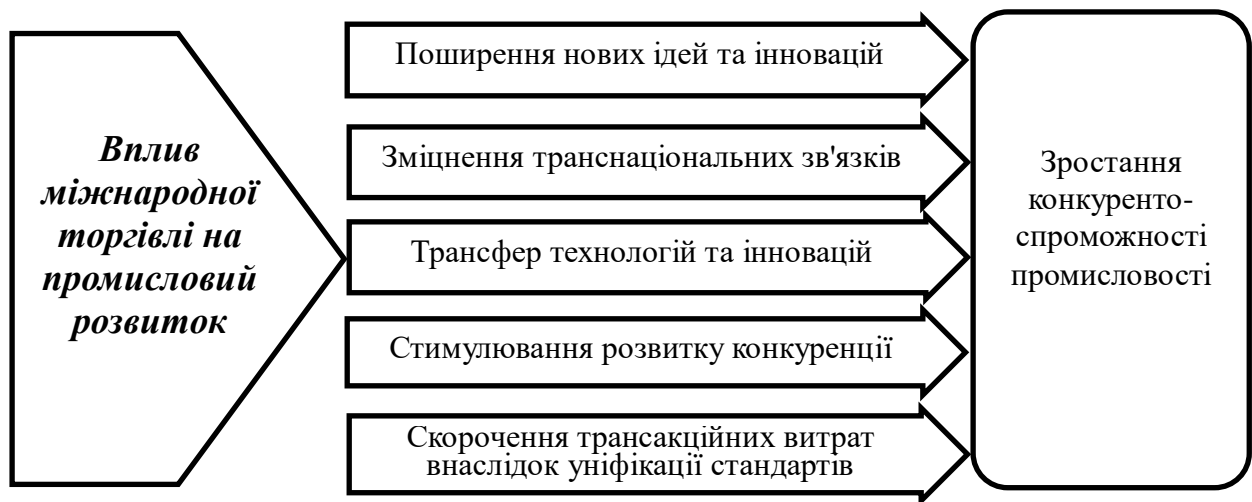 Вплив
міжнародної
торгівлі на
промисловий
розвиток
Поширення нових ідей та інновацій
Зміцнення транснаціональних зв'язків
Трансфер технологій та інновацій
Стимулювання розвитку конкуренції
Скорочення трансакційних витрат
внаслідок уніфікації стандартів
Зростання
конкуренто-
спроможності
промисловості